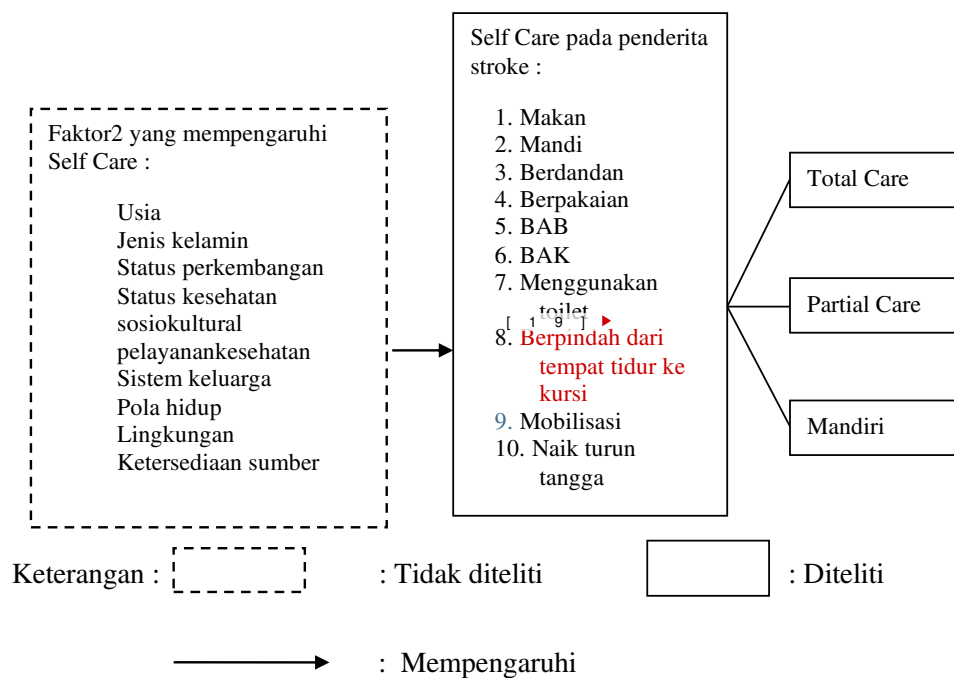 Faktor2 yang mempengaruhi
Self Care :
Usia
Jenis kelamin
Status perkembangan
Status kesehatan
sosiokultural
pelayanankesehatan
Sistem keluarga
Pola hidup
Lingkungan
Ketersediaan sumber
Self Care pada penderita
stroke :
1. Makan
2. Mandi
3. Berdandan
4. Berpakaian
5. BAB
6. BAK
7. Menggunakan
toilet
[ 1 9 ]
8. Berpindah dari
tempat tidur ke
kursi
9. Mobilisasi
10. Naik turun
tangga
Total Care
Partial Care
Mandiri
Keterangan : : Tidak diteliti : Diteliti
: Mempengaruhi